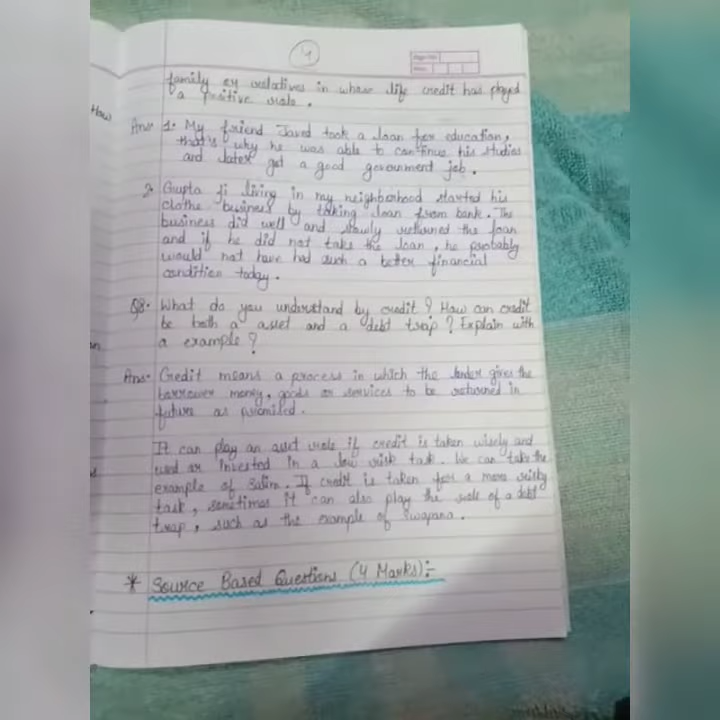 4
Page No.
Date
How
family or relatives in whose life credit has played
a positive role.
Ans 1. My friend Javed took a loan for education,
that's why he was able to continue his studies
and later got a good government job.
2. Gupta ji living in my neighborhood started his
clothe business by taking loan from bank. The
business did well and slowly returned the loan
and if he did not take the loan, he probably
would not have had such a better financial
condition today.
Q8. What do you understand by credit? How can credit
be both a asset and a debt trap? Explain with
a example?
Ans- Credit means a process in which the lender gives the
borrower money, goods or services to be returned in
future as promised.
It can play an asset role if credit is taken wisely and
used or invested in a low risk task. We can take the
example of Salim. If credit is taken for a more risky
task, sometimes it can also play the role of a debt
trap, such as the example of Swapana.
* Source Based Questions (4 Marks):-